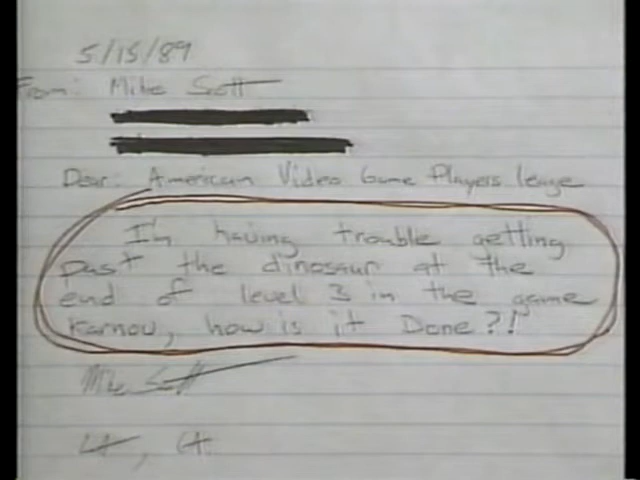 5/15/89
From: Mike Scott
Dear: American Video Game Players leage
I'm having trouble getting
past the dinosaur at the
end of level 3 in the game
Karnov, how is it Done?!
Mike Scott